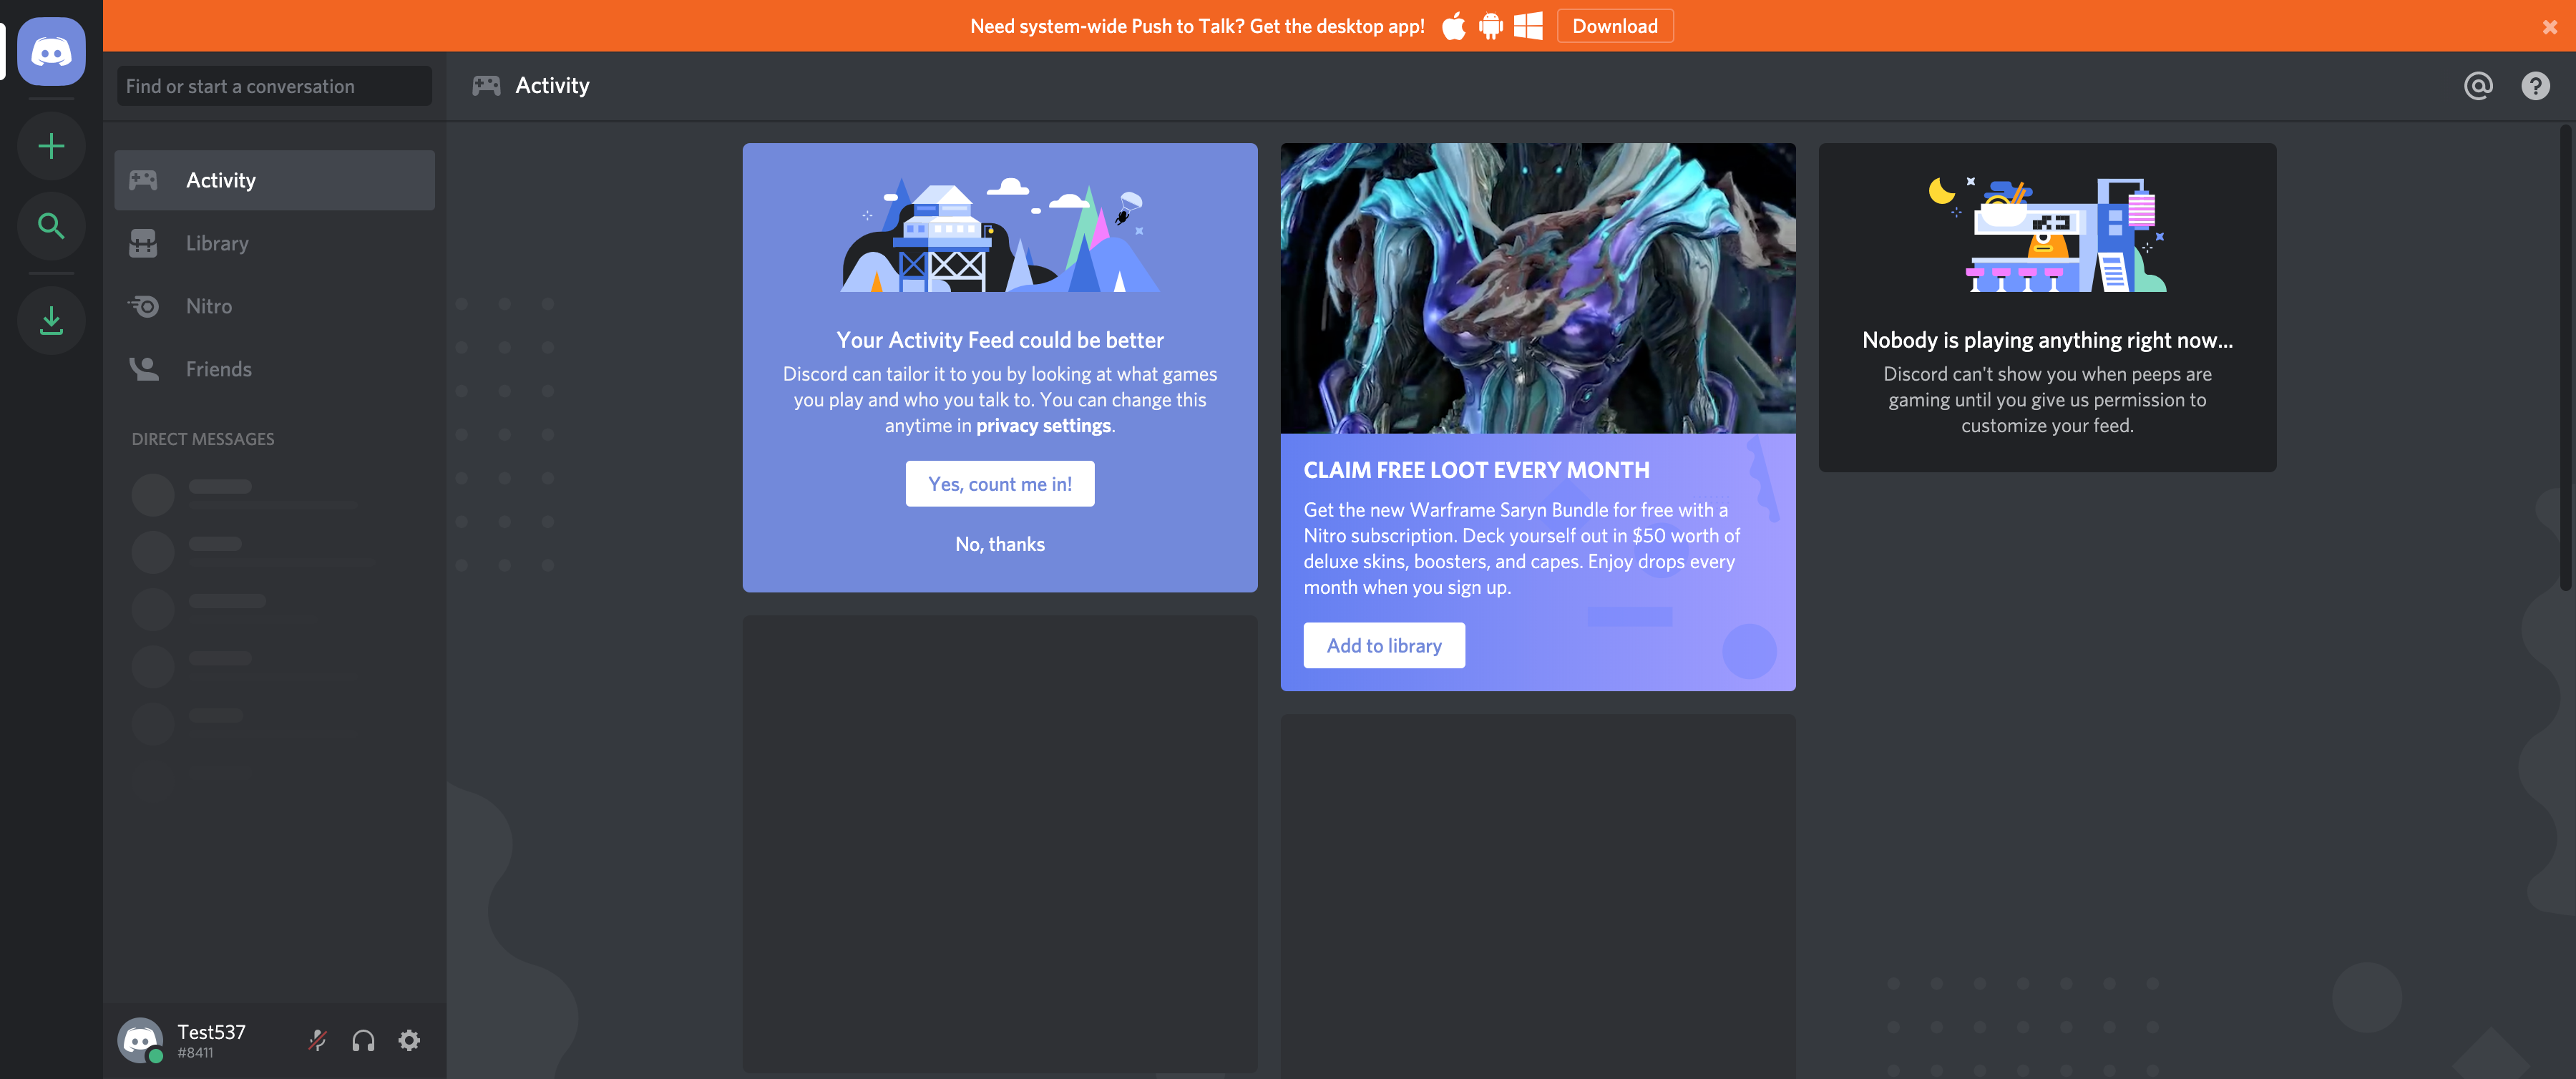 Need system-wide Push to Talk? Get the desktop app!
Download
Find or start a conversation
Activity
Library
Nitro
Friends
DIRECT MESSAGES
Test537
#8411
Activity
Your Activity Feed could be better
Discord can tailor it to you by looking at what games
you play and who you talk to. You can change this
anytime in privacy settings.
Yes, count me in!
No, thanks
CLAIM FREE LOOT EVERY MONTH
Get the new Warframe Saryn Bundle for free with a
Nitro subscription. Deck yourself out in $50 worth of
deluxe skins, boosters, and capes. Enjoy drops every
month when you sign up.
Add to library
Nobody is playing anything right now...
Discord can't show you when peeps are
gaming until you give us permission to
customize your feed.